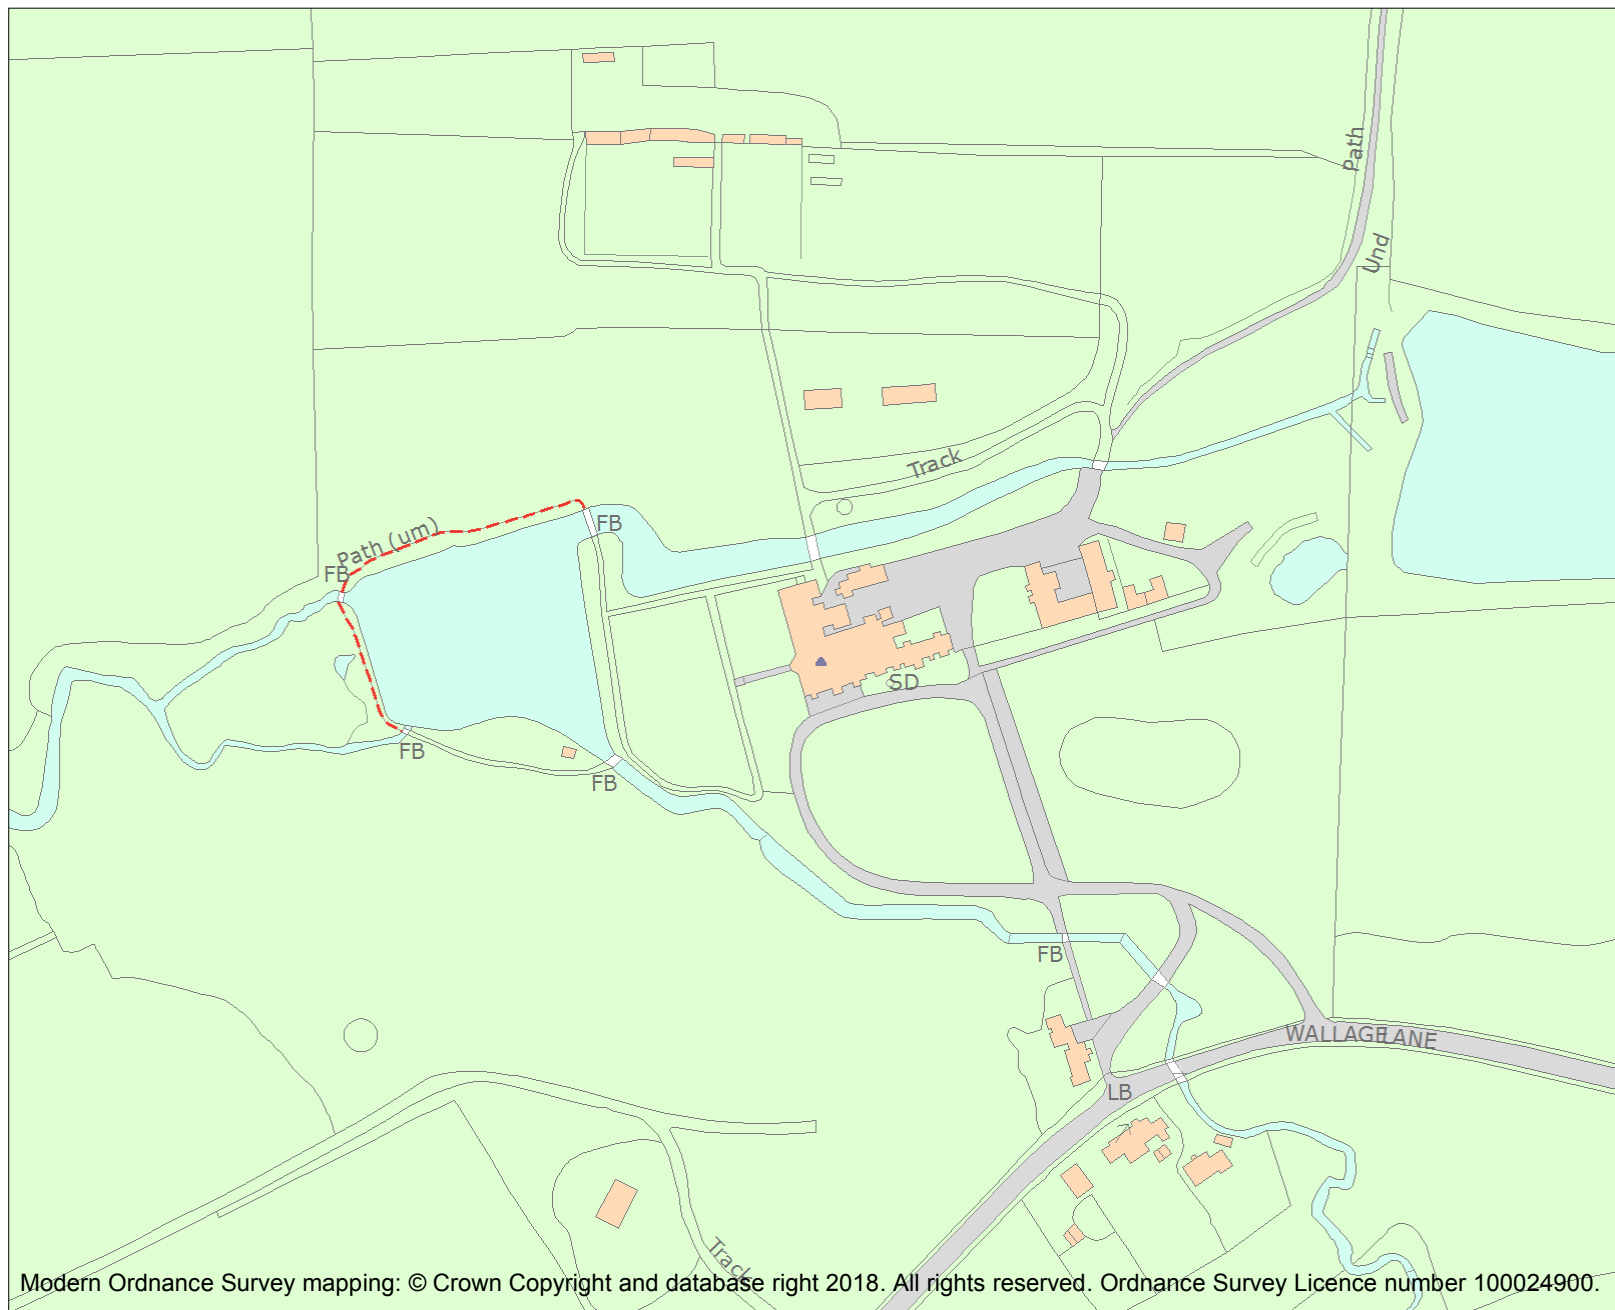 Path
Und
Track
FB
Path (um)
FB
SD
FB
FB
FB
WALLAGE LANE
LB
Track
Modern Ordnance Survey mapping: © Crown Copyright and database right 2018. All rights reserved. Ordnance Survey Licence number 100024900.